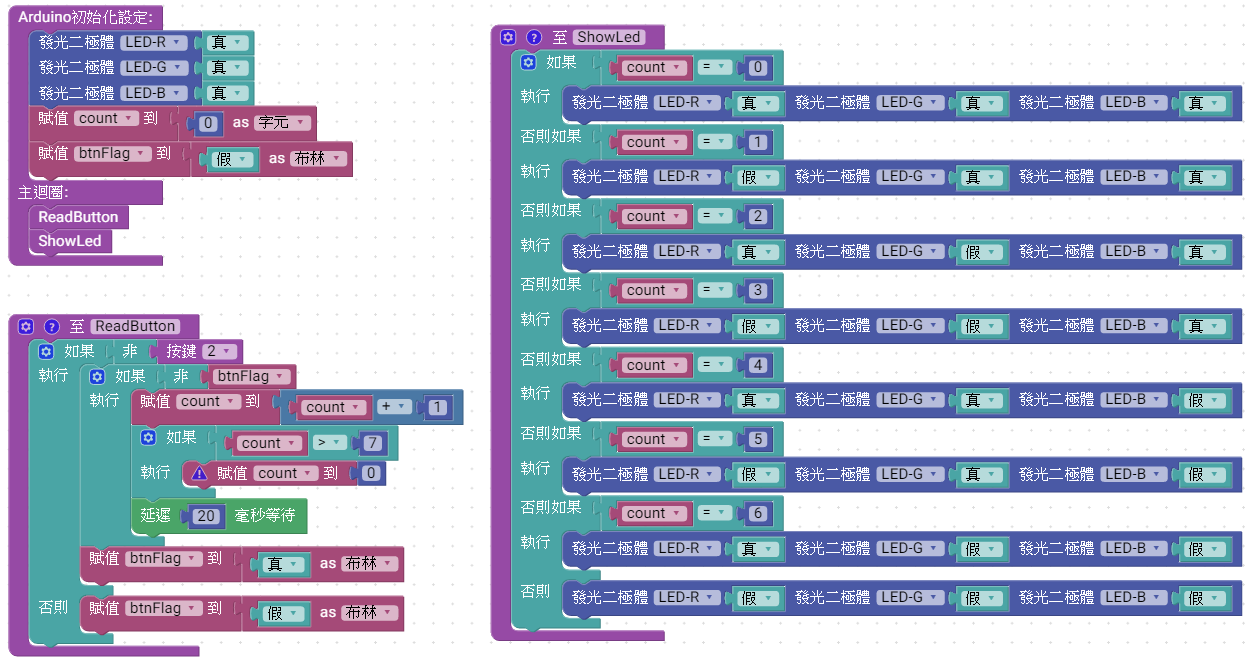 Arduino初始化設定:
發光二極體 LED-R 真
發光二極體 LED-G 真
發光二極體 LED-B 真
賦值 count 到 0 as 字元
賦值 btnFlag 到 假 as 布林
主迴圈:
ReadButton
ShowLed
至 ReadButton
如果 非 按鍵 2
執行 如果 非 btnFlag
執行 賦值 count 到 count + 1
如果 count > 7
執行 賦值 count 到 0
延遲 20 毫秒等待
賦值 btnFlag 到 真 as 布林
否則 賦值 btnFlag 到 假 as 布林
至 ShowLed
如果 count = 0
執行 發光二極體 LED-R 真 發光二極體 LED-G 真 發光二極體 LED-B 真
否則如果 count = 1
執行 發光二極體 LED-R 假 發光二極體 LED-G 真 發光二極體 LED-B 真
否則如果 count = 2
執行 發光二極體 LED-R 真 發光二極體 LED-G 假 發光二極體 LED-B 真
否則如果 count = 3
執行 發光二極體 LED-R 假 發光二極體 LED-G 假 發光二極體 LED-B 真
否則如果 count = 4
執行 發光二極體 LED-R 真 發光二極體 LED-G 真 發光二極體 LED-B 假
否則如果 count = 5
執行 發光二極體 LED-R 假 發光二極體 LED-G 真 發光二極體 LED-B 假
否則如果 count = 6
執行 發光二極體 LED-R 真 發光二極體 LED-G 假 發光二極體 LED-B 假
否則 發光二極體 LED-R 假 發光二極體 LED-G 假 發光二極體 LED-B 假